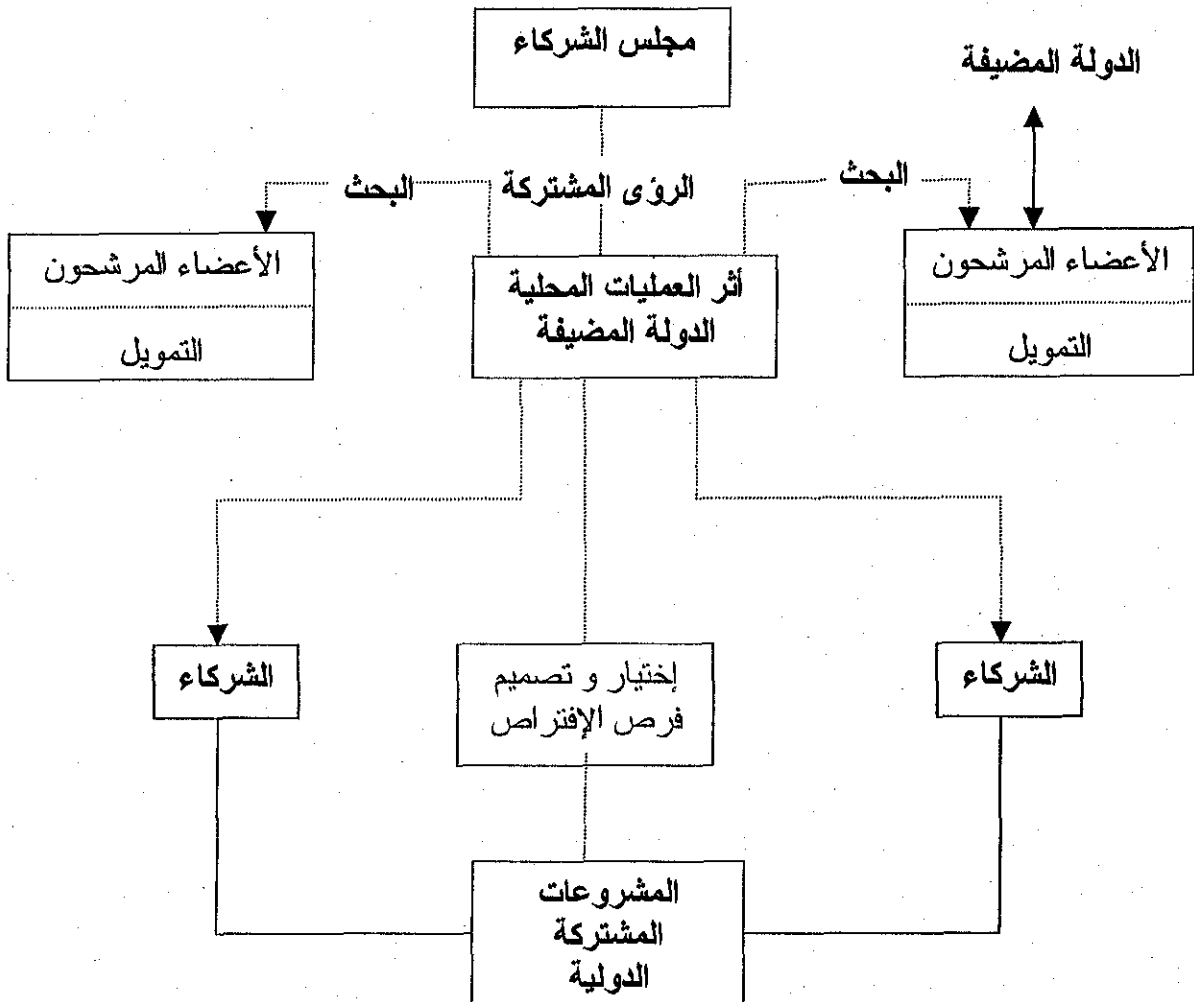 مجلس الشركاء
الدولة المضيفة
البحث
الرؤى المشتركة
البحث
الأعضاء المرشحون
التمويل
أثر العمليات المحلية
الدولة المضيفة
الأعضاء المرشحون
التمويل
الشركاء
إختيار و تصميم
فرص الإفتراص
الشركاء
المشروعات
المشتركة
الدولية